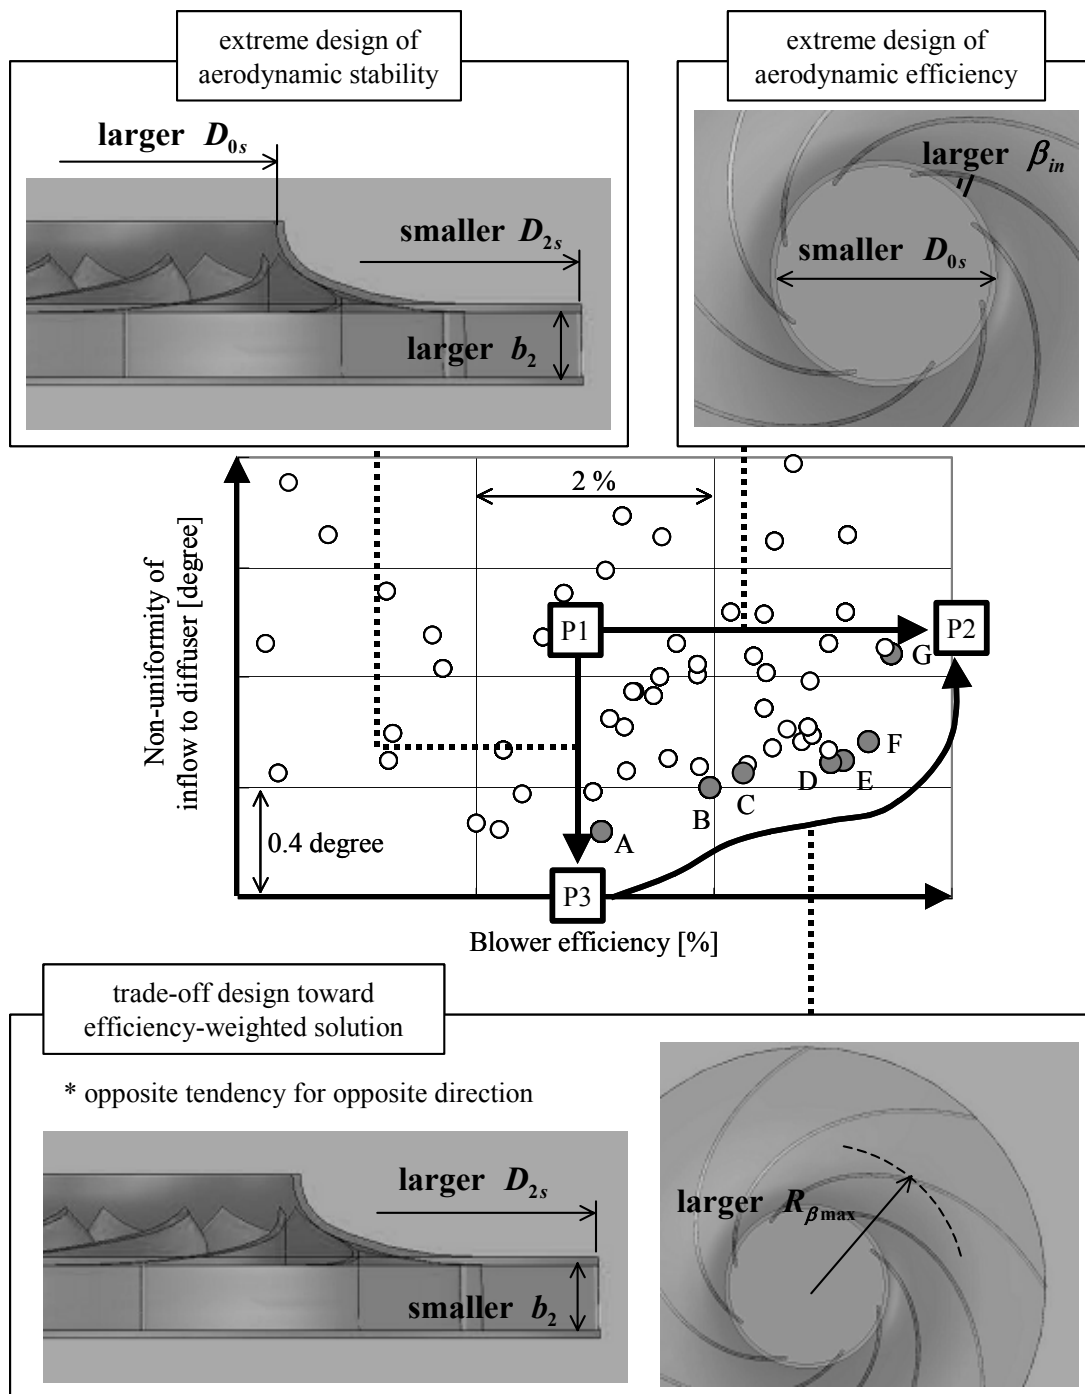 extreme design of
aerodynamic stability
larger D0s
smaller D2s
larger b2
extreme design of
aerodynamic efficiency
larger βin
smaller D0s
Non-uniformity of
inflow to diffuser [degree]
2 %
P1
P2
G
F
D
E
C
B
A
0.4 degree
P3
Blower efficiency [%]
trade-off design toward
efficiency-weighted solution
* opposite tendency for opposite direction
larger D2s
smaller b2
larger Rβmax